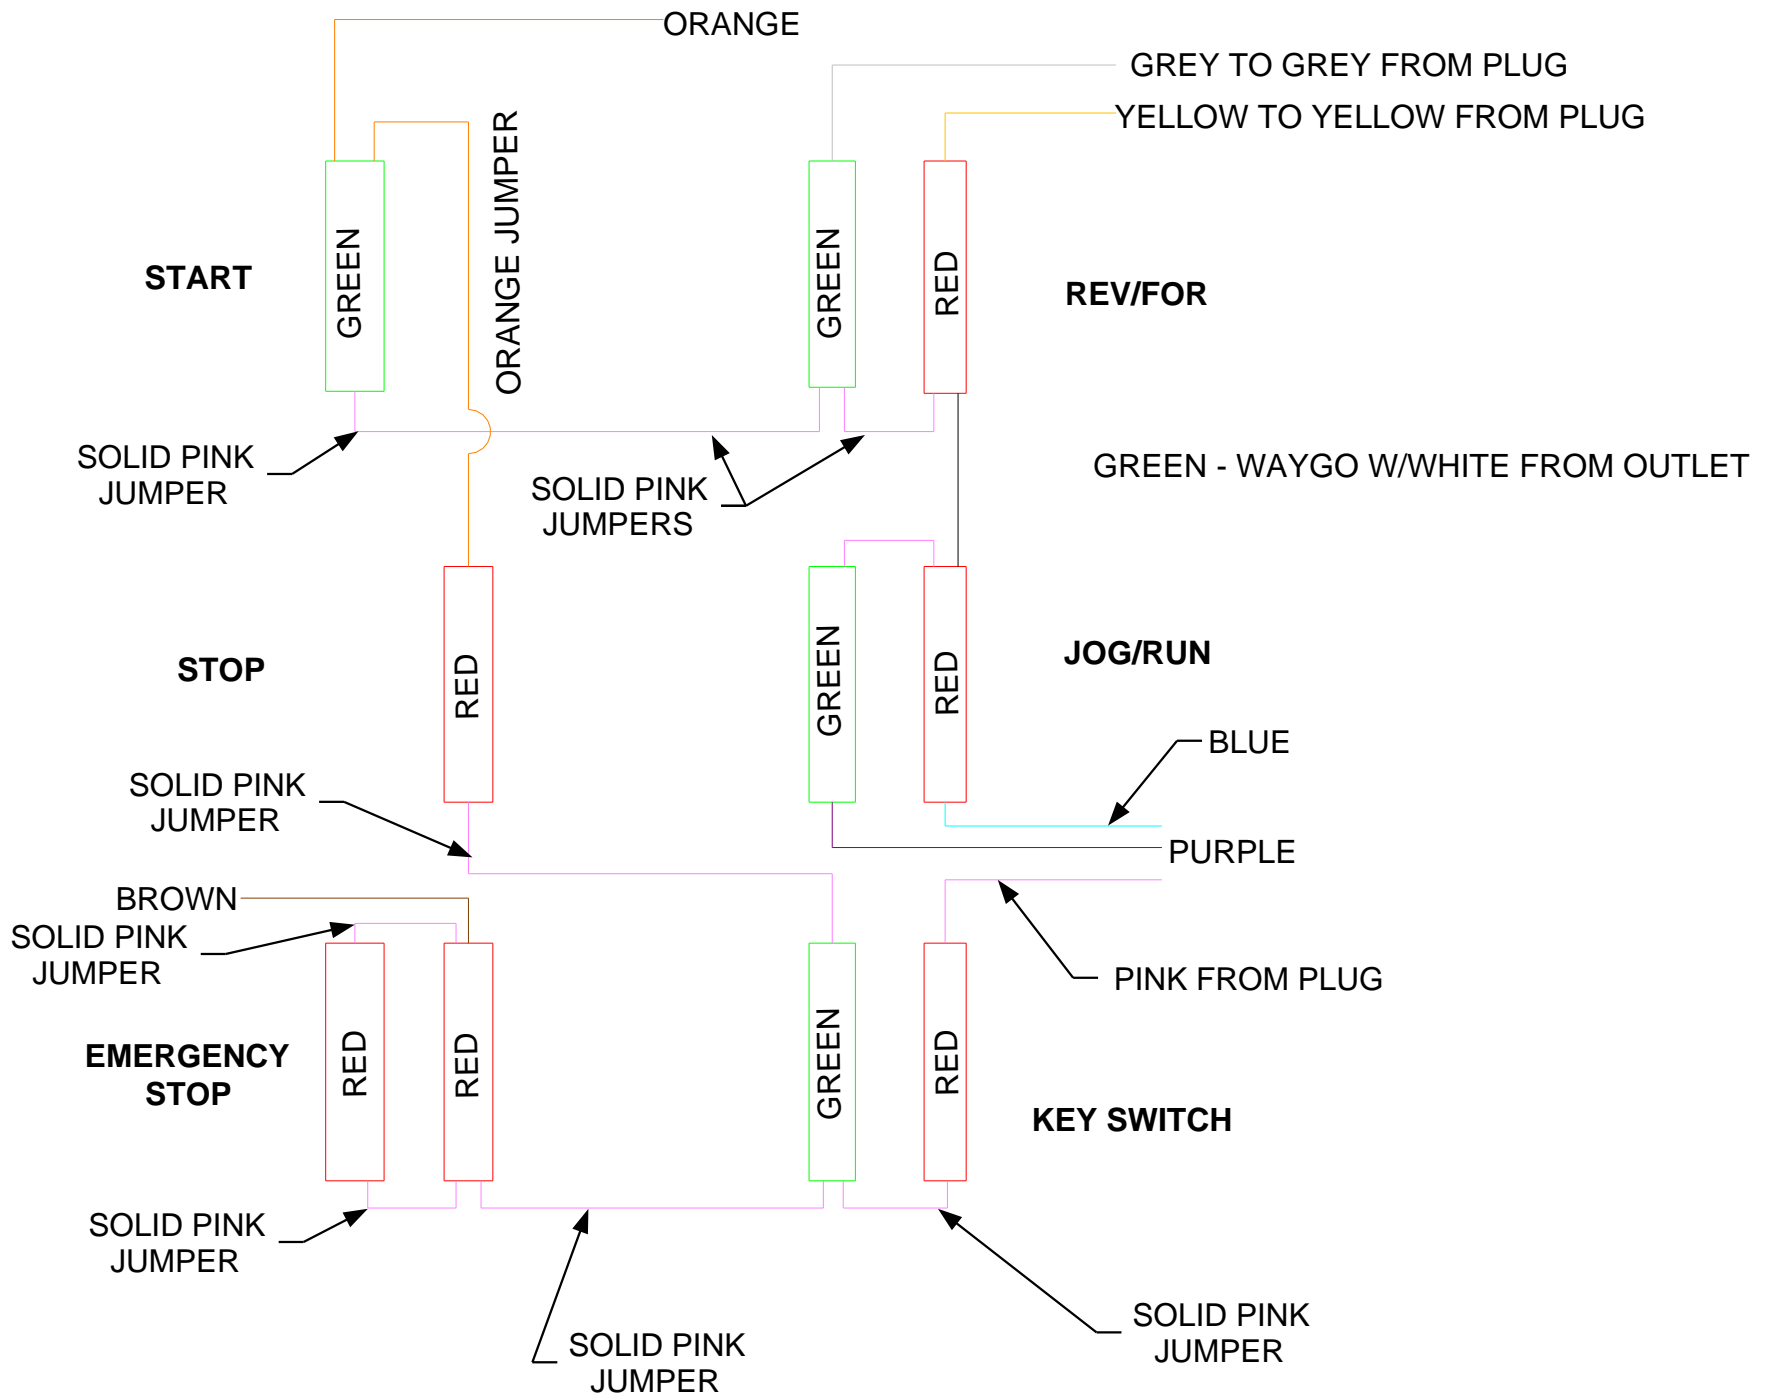 ORANGE
GREY TO GREY FROM PLUG
YELLOW TO YELLOW FROM PLUG
ORANGE JUMPER
START
GREEN
GREEN
RED
REV/FOR
SOLID PINK
JUMPER
SOLID PINK
JUMPERS
GREEN - WAYGO W/WHITE FROM OUTLET
STOP
RED
GREEN
RED
JOG/RUN
BLUE
SOLID PINK
JUMPER
PURPLE
BROWN
SOLID PINK
JUMPER
PINK FROM PLUG
EMERGENCY
STOP
RED
RED
GREEN
RED
KEY SWITCH
SOLID PINK
JUMPER
SOLID PINK
JUMPER
SOLID PINK
JUMPER